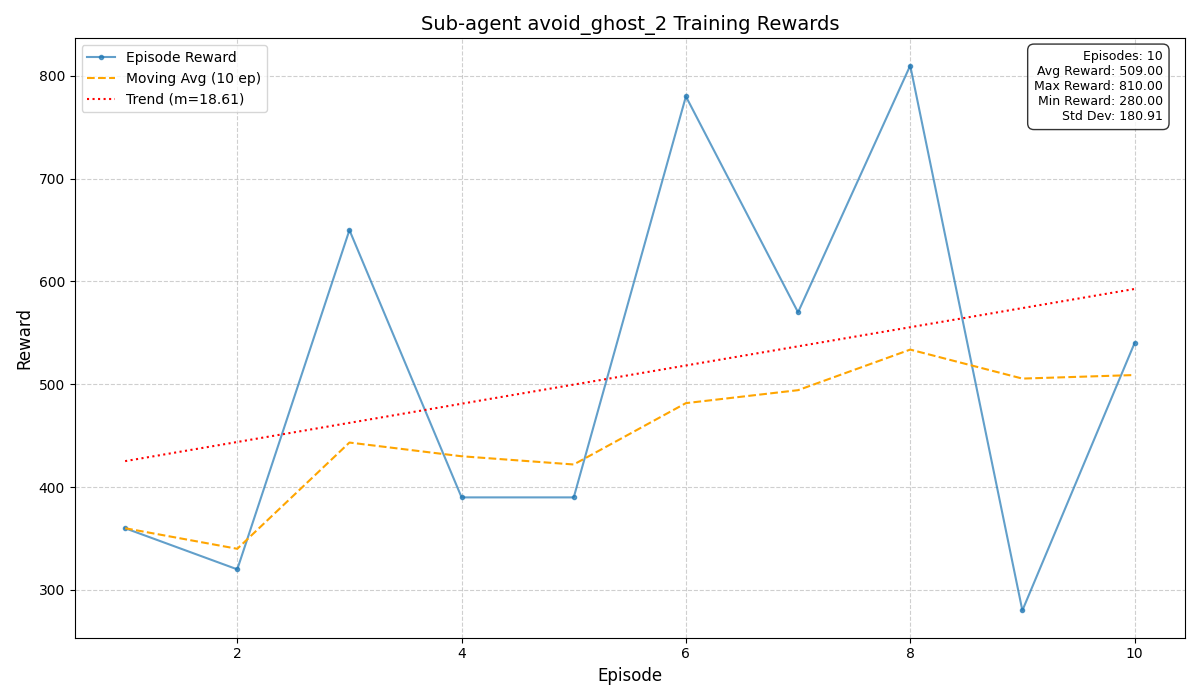 Sub-agent avoid_ghost_2 Training Rewards
Episode Reward
Moving Avg (10 ep)
Trend (m=18.61)
Episodes: 10
Avg Reward: 509.00
Max Reward: 810.00
Min Reward: 280.00
Std Dev: 180.91
Reward
800
700
600
500
400
300
2 4 6 8 10
Episode